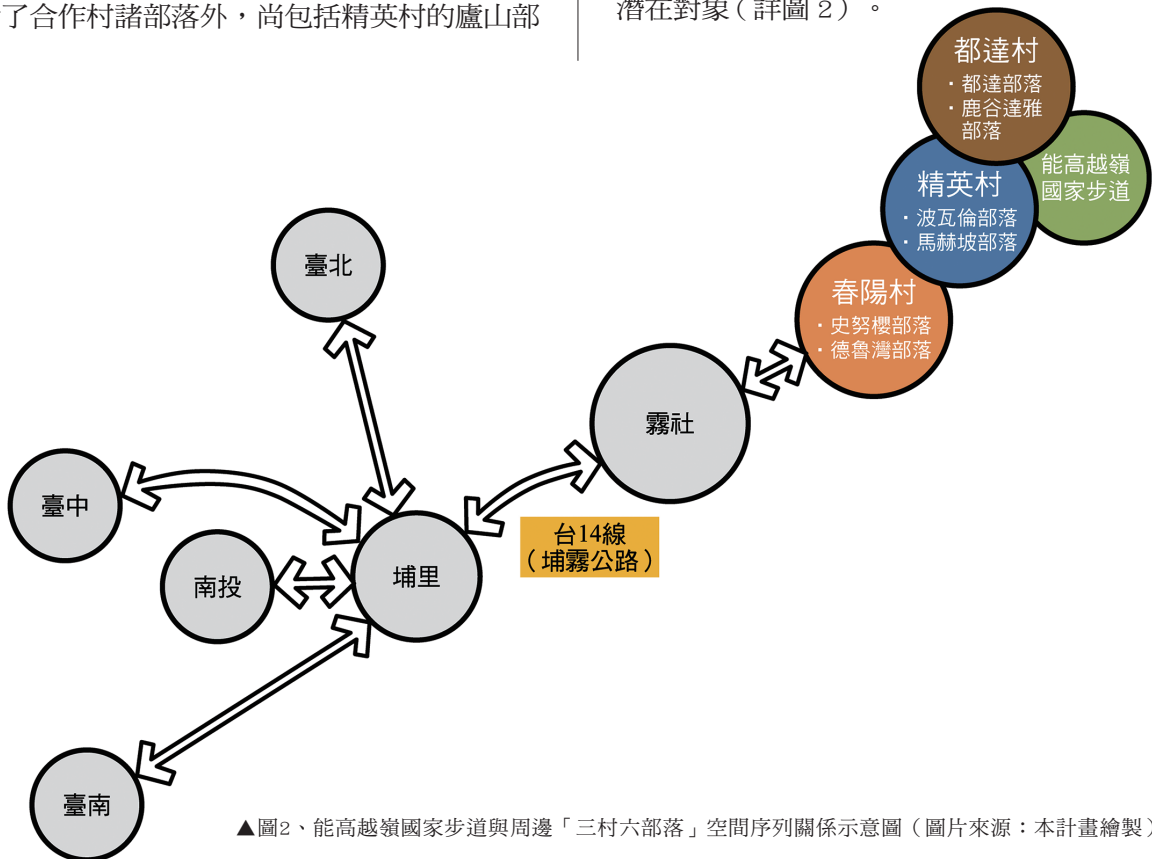 了合作村諸部落外，尚包括精英村的廬山部
潛在對象（詳圖 2）。
都達村
・都達部落
・鹿谷達雅
部落
能高越嶺
國家步道
精英村
・波瓦倫部落
・馬赫坡部落
春陽村
・史努櫻部落
・德魯灣部落
臺北
霧社
臺中
台14線
（埔霧公路）
南投
埔里
臺南
▲圖2、能高越嶺國家步道與周邊「三村六部落」空間序列關係示意圖（圖片來源：本計畫繪製）